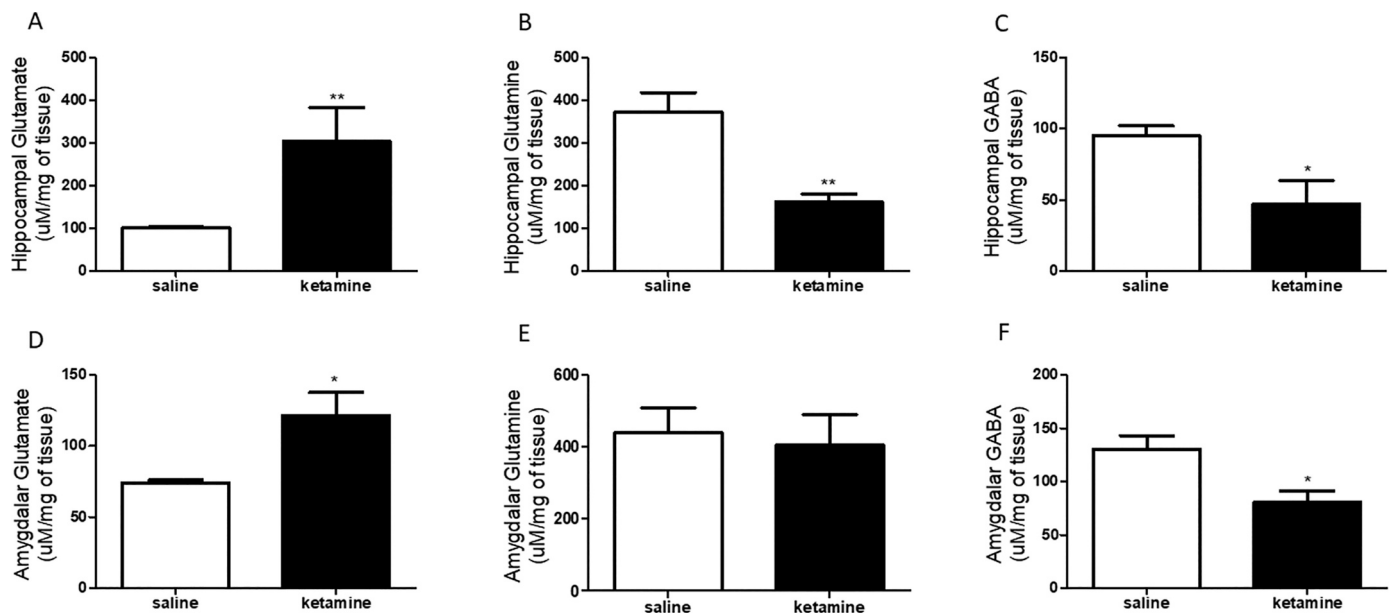 A
Hippocampal Glutamate
(uM/mg of tissue)
500
400
300
200
100
0
**
saline
ketamine
B
Hippocampal Glutamine
(uM/mg of tissue)
500
400
300
200
100
0
**
saline
ketamine
C
Hippocampal GABA
(uM/mg of tissue)
150
100
50
0
*
saline
ketamine
D
Amygdalar Glutamate
(uM/mg of tissue)
150
100
50
0
*
saline
ketamine
E
Amygdalar Glutamine
(uM/mg of tissue)
600
400
200
0
saline
ketamine
F
Amygdalar GABA
(uM/mg of tissue)
200
150
100
50
0
*
saline
ketamine